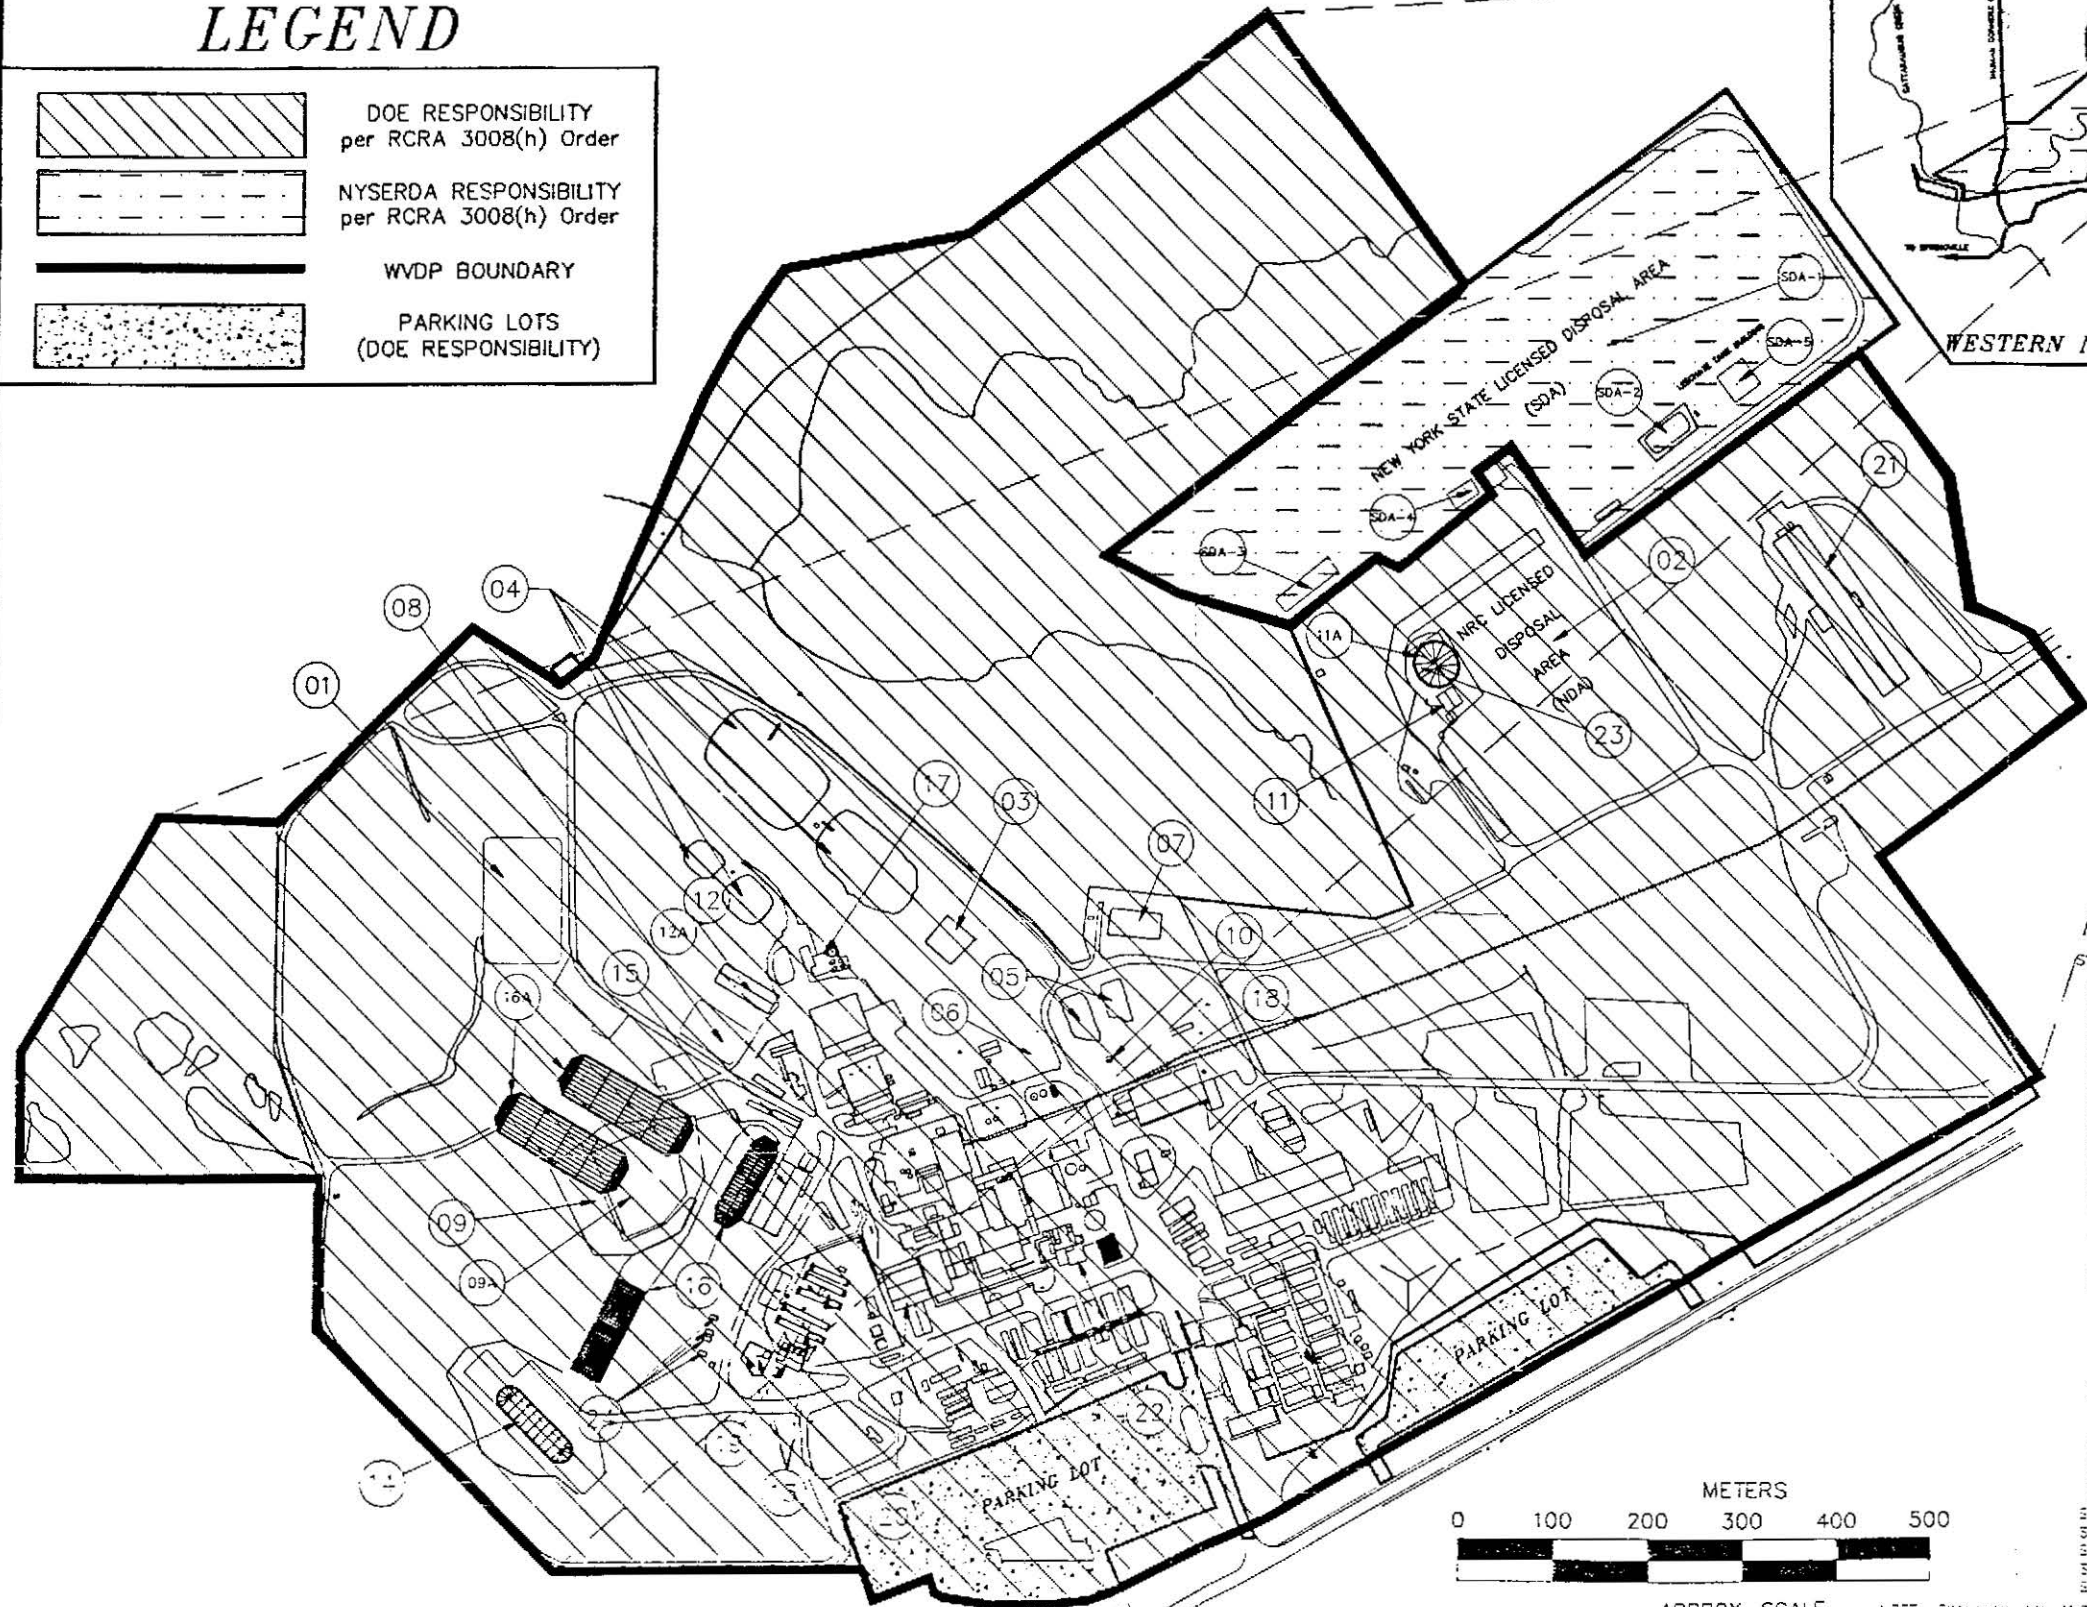 LEGEND
DOE RESPONSIBILITY
per RCRA 3008(h) Order
NYSERDA RESPONSIBILITY
per RCRA 3008(h) Order
WVDP BOUNDARY
PARKING LOTS
(DOE RESPONSIBILITY)
WESTERN
NEW YORK STATE LICENSED DISPOSAL AREA
(SDA)
SDA-1
SDA-5
SDA-2
SDA-4
SDA-3
21
02
NRC LICENSED
DISPOSAL
AREA
(NDA)
11A
23
11
04
08
01
17
03
07
12
12A
10
15
05
16A
06
18
09
09A
16
22
20
PARKING LOT
PARKING LOT
METERS
0 100 200 300 400 500